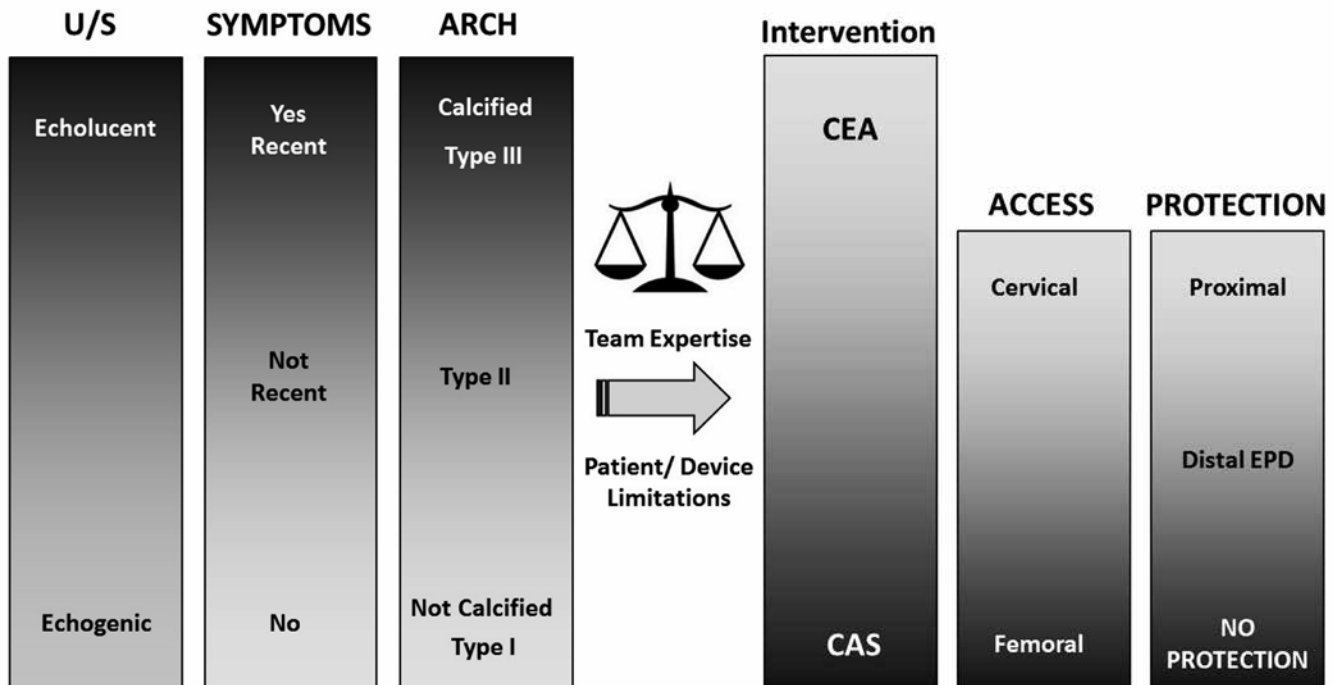 U/S
SYMPTOMS
ARCH
Intervention
Echolucent
Yes
Recent
Calcified
Type III
CEA
ACCESS
PROTECTION
Cervical
Proximal
Team Expertise
Not
Recent
Type II
Patient/ Device
Limitations
Distal EPD
Echogenic
No
Not Calcified
Type I
CAS
Femoral
NO
PROTECTION